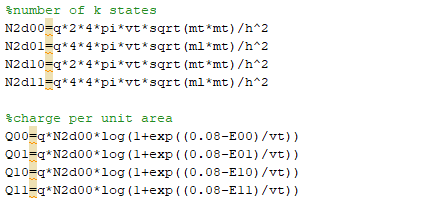 %number of k states
N2d00=q*2*4*pi*vt*sqrt(mt*mt)/h^2
N2d01=q*4*4*pi*vt*sqrt(ml*mt)/h^2
N2d10=q*2*4*pi*vt*sqrt(mt*mt)/h^2
N2d11=q*4*4*pi*vt*sqrt(ml*mt)/h^2
%charge per unit area
Q00=q*N2d00*log(1+exp((0.08-E00)/vt))
Q01=q*N2d00*log(1+exp((0.08-E01)/vt))
Q10=q*N2d00*log(1+exp((0.08-E10)/vt))
Q11=q*N2d00*log(1+exp((0.08-E11)/vt))